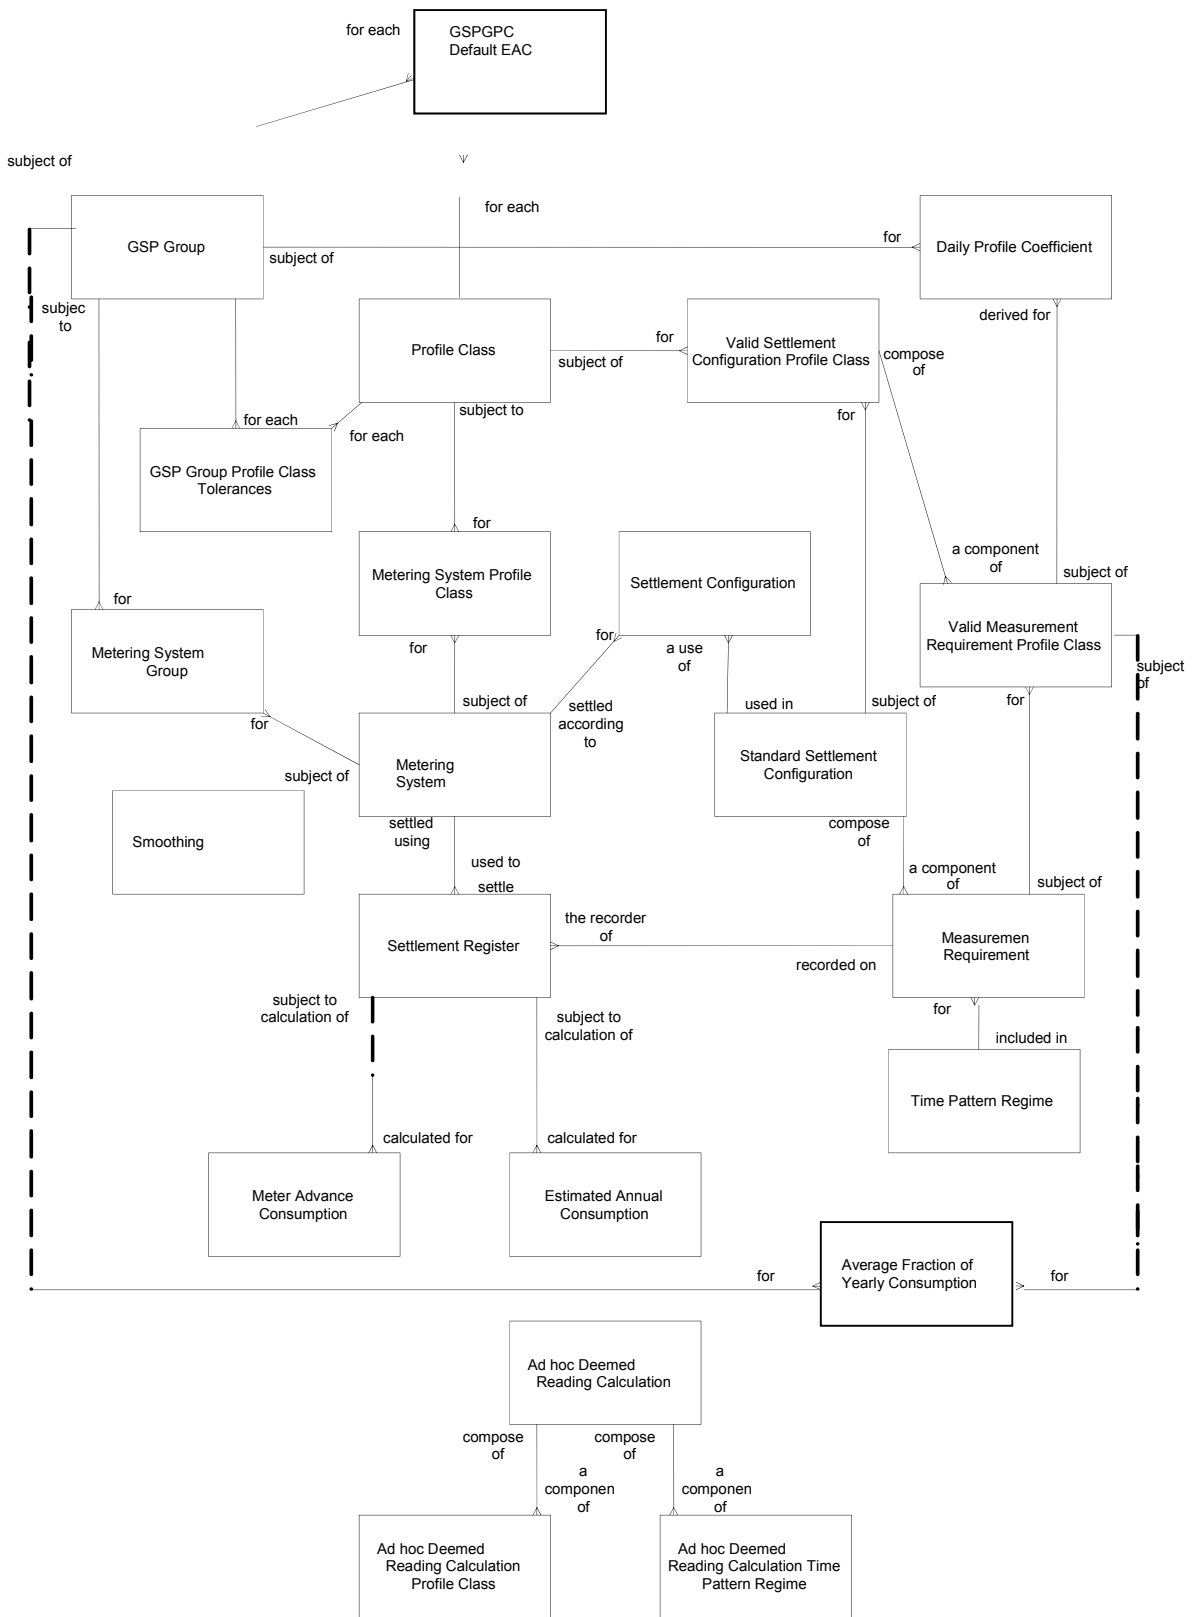 for each
GSPGPC
Default EAC
subject of
for each
GSP Group
subject of
for
Daily Profile Coefficient
subjec
to
derived for
Profile Class
subject of
for
Valid Settlement
Configuration Profile Class
compose
of
subject to
for each
for each
for
GSP Group Profile Class
Tolerances
for
a component
of
subject of
Metering System Profile
Class
Settlement Configuration
for
for
for
a use
of
Valid Measurement
Requirement Profile Class
Metering System
Group
subject
of
for
subject of
settled
according
to
used in
subject of
for
Metering
System
Standard Settlement
Configuration
subject of
Smoothing
settled
using
compose
of
used to
settle
a component
of
subject of
Settlement Register
the recorder
of
recorded on
Measuremen
Requirement
subject to
calculation of
subject to
calculation of
for
included in
Time Pattern Regime
calculated for
calculated for
Meter Advance
Consumption
Estimated Annual
Consumption
for
Average Fraction of
Yearly Consumption
for
Ad hoc Deemed
Reading Calculation
compose
of
compose
of
a
componen
of
a
componen
of
Ad hoc Deemed
Reading Calculation
Profile Class
Ad hoc Deemed
Reading Calculation Time
Pattern Regime